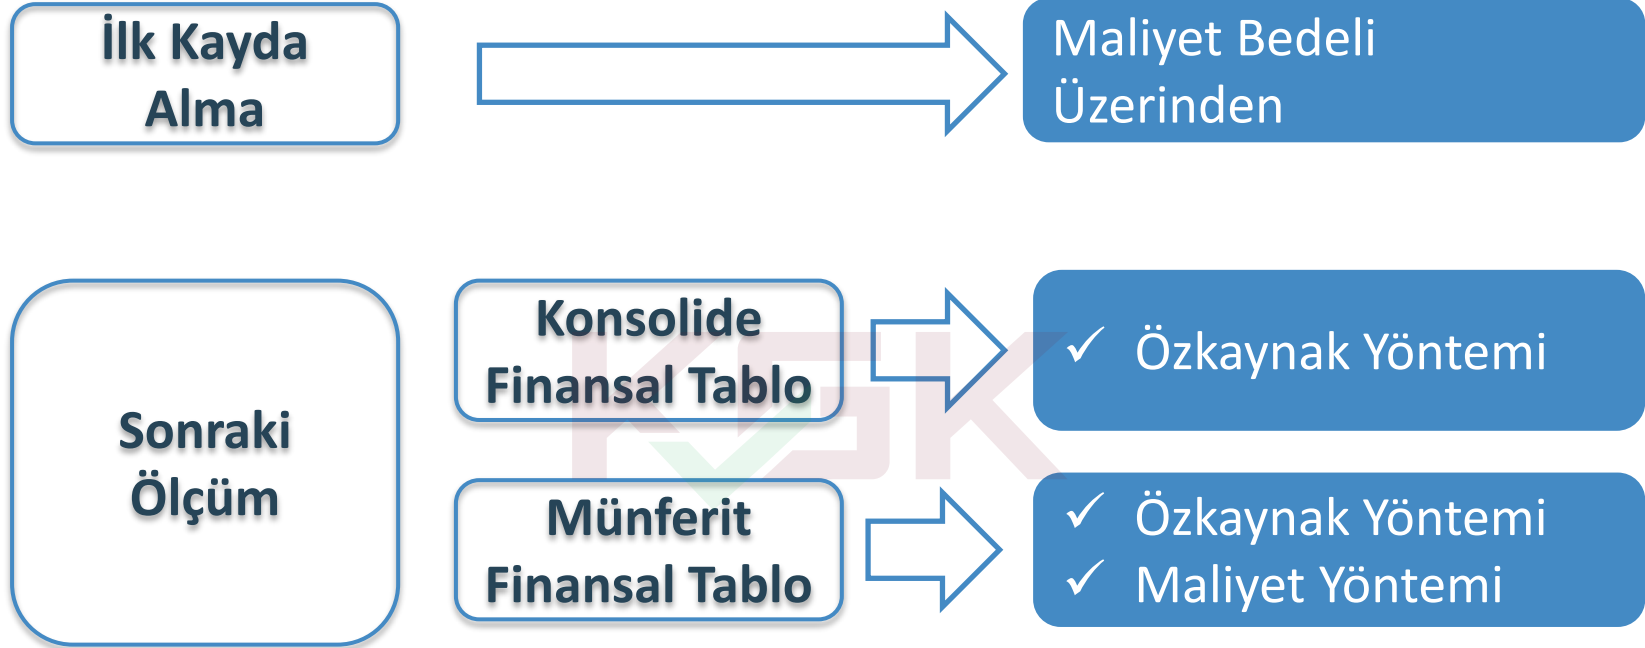 İlk Kayda
Alma
Maliyet Bedeli
Üzerinden
Sonraki
Ölçüm
Konsolide
Finansal Tablo
✓ Özkaynak Yöntemi
Münferit
Finansal Tablo
✓ Özkaynak Yöntemi
✓ Maliyet Yöntemi
KGK